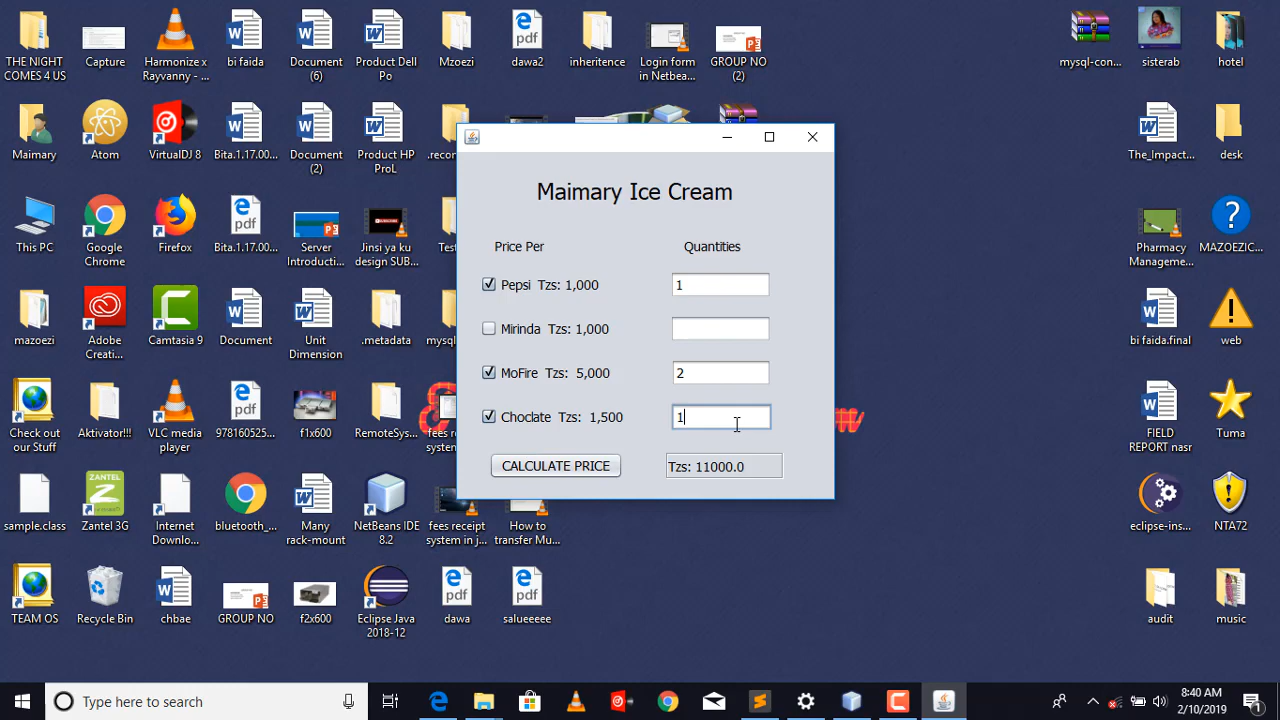 THE NIGHT
COMES 4 US
Capture
Harmonize x
Rayvanny - ...
bi faida
Document
(6)
Product Dell
Po
Mzoezi
dawa2
inheritence
Login form
in Netbea...
GROUP NO
(2)
mysql-con...
sisterab
hotel
Maimary
Atom
VirtualDJ 8
Bita.1.17.00...
Document
(2)
Product HP
ProL
.recon
The_Impact...
desk
Maimary Ice Cream
Price Per
Quantities
Pepsi Tzs: 1,000
1
Mirinda Tzs: 1,000
MoFire Tzs: 5,000
2
Choclate Tzs: 1,500
1
CALCULATE PRICE
Tzs: 11000.0
This PC
Google
Chrome
Firefox
Bita.1.17.00...
Server
Introducti...
Jinsi ya ku
design SUB...
Test
Pharmacy
Manageme...
MAZOEZIC...
mazoezi
Adobe
Creati...
Camtasia 9
Document
Unit
Dimension
.metadata
mysql
bi faida.final
web
Check out
our Stuff
Aktivator!!!
VLC media
player
978160525...
f1x600
RemoteSys...
fees re
system
FIELD
REPORT nasr
Tuma
sample.class
Zantel 3G
Internet
Downlo...
bluetooth_...
Many
rack-mount
NetBeans IDE
8.2
fees receipt
system in j...
How to
transfer Mu...
eclipse-ins...
NTA72
TEAM OS
Recycle Bin
chbae
GROUP NO
f2x600
Eclipse Java
2018-12
dawa
salueeeee
audit
music
Type here to search
8:40 AM
2/10/2019
1